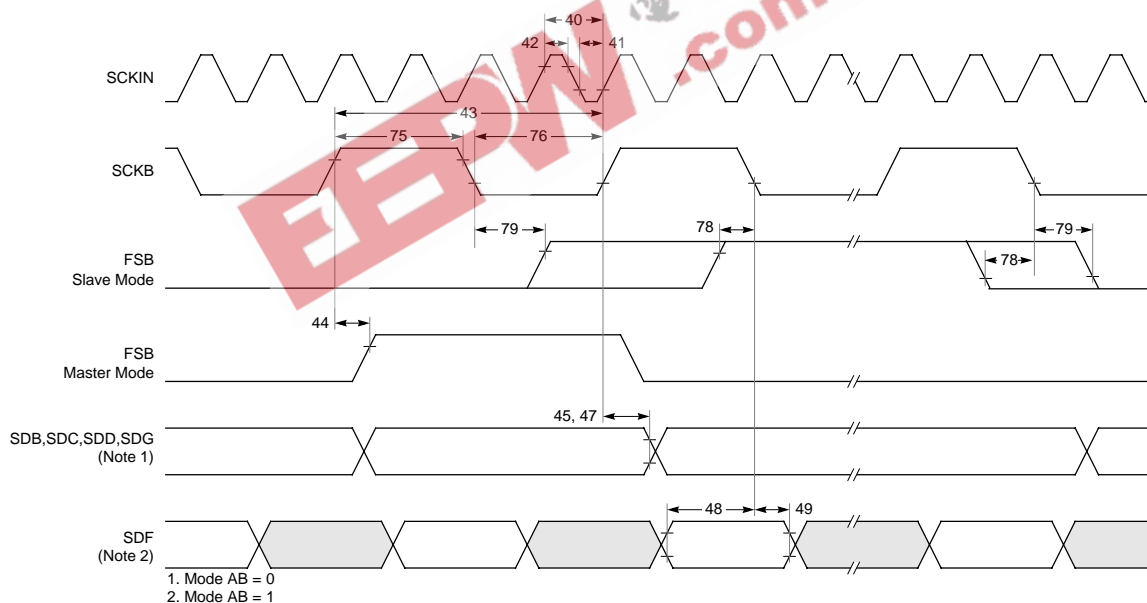 40
42
41
SCKIN
43
75
76
SCKB
79
78
79
FSB
Slave Mode
78
44
FSB
Master Mode
45, 47
SDB,SDC,SDD,SDG
(Note 1)
48
49
SDF
(Note 2)
1. Mode AB = 0
2. Mode AB = 1
EEPW
.com